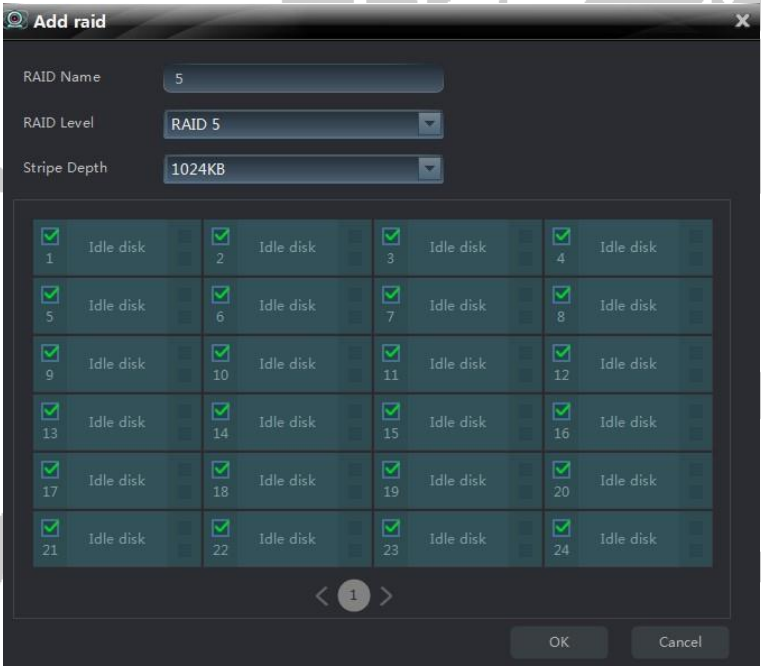 Add raid
RAID Name 5
RAID Level RAID 5
Stripe Depth 1024KB
Idle disk Idle disk Idle disk Idle disk
1 2 3 4
Idle disk Idle disk Idle disk Idle disk
5 6 7 8
Idle disk Idle disk Idle disk Idle disk
9 10 11 12
Idle disk Idle disk Idle disk Idle disk
13 14 15 16
Idle disk Idle disk Idle disk Idle disk
17 18 19 20
Idle disk Idle disk Idle disk Idle disk
21 22 23 24
1
OK Cancel